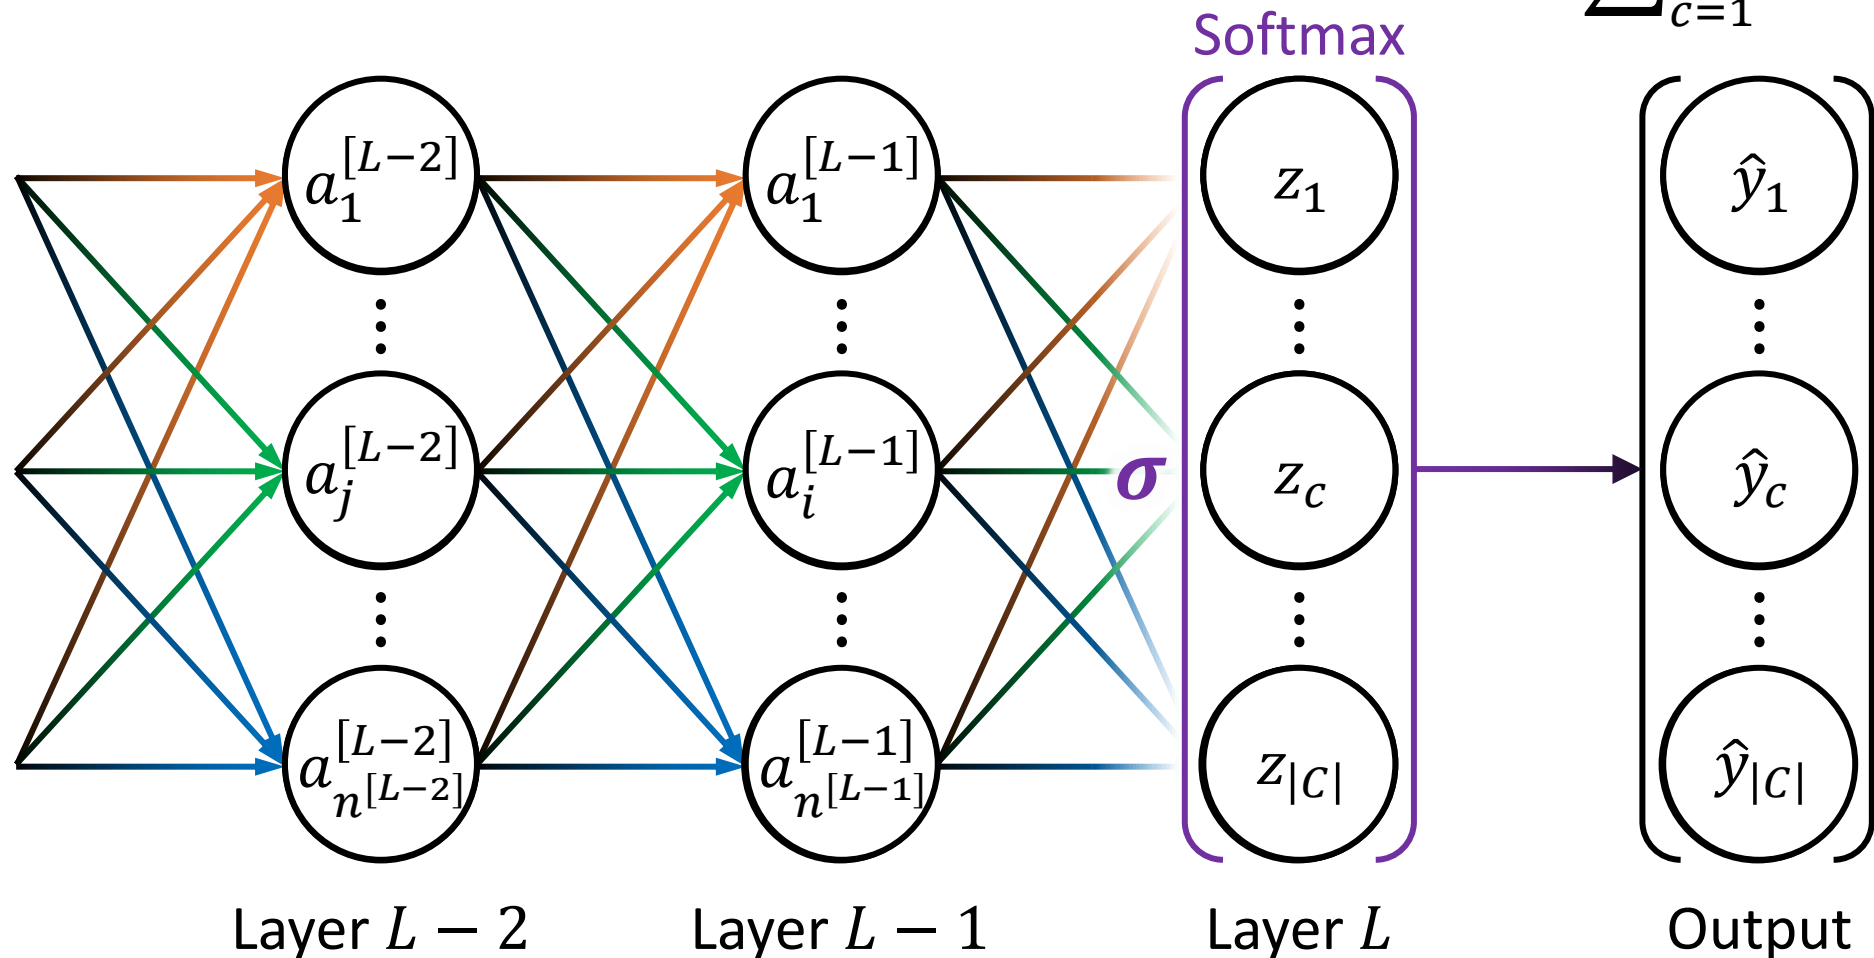 ∑_{c=1}
Softmax
a_1^{[L−2]} a_1^{[L−1]} z_1 ŷ_1
⋮ ⋮ ⋮ ⋮
a_j^{[L−2]} a_i^{[L−1]} σ z_c ŷ_c
⋮ ⋮ ⋮ ⋮
a_{n^{[L−2]}}^{[L−2]} a_{n^{[L−1]}}^{[L−1]} z_{|C|} ŷ_{|C|}
Layer L − 2 Layer L − 1 Layer L Output